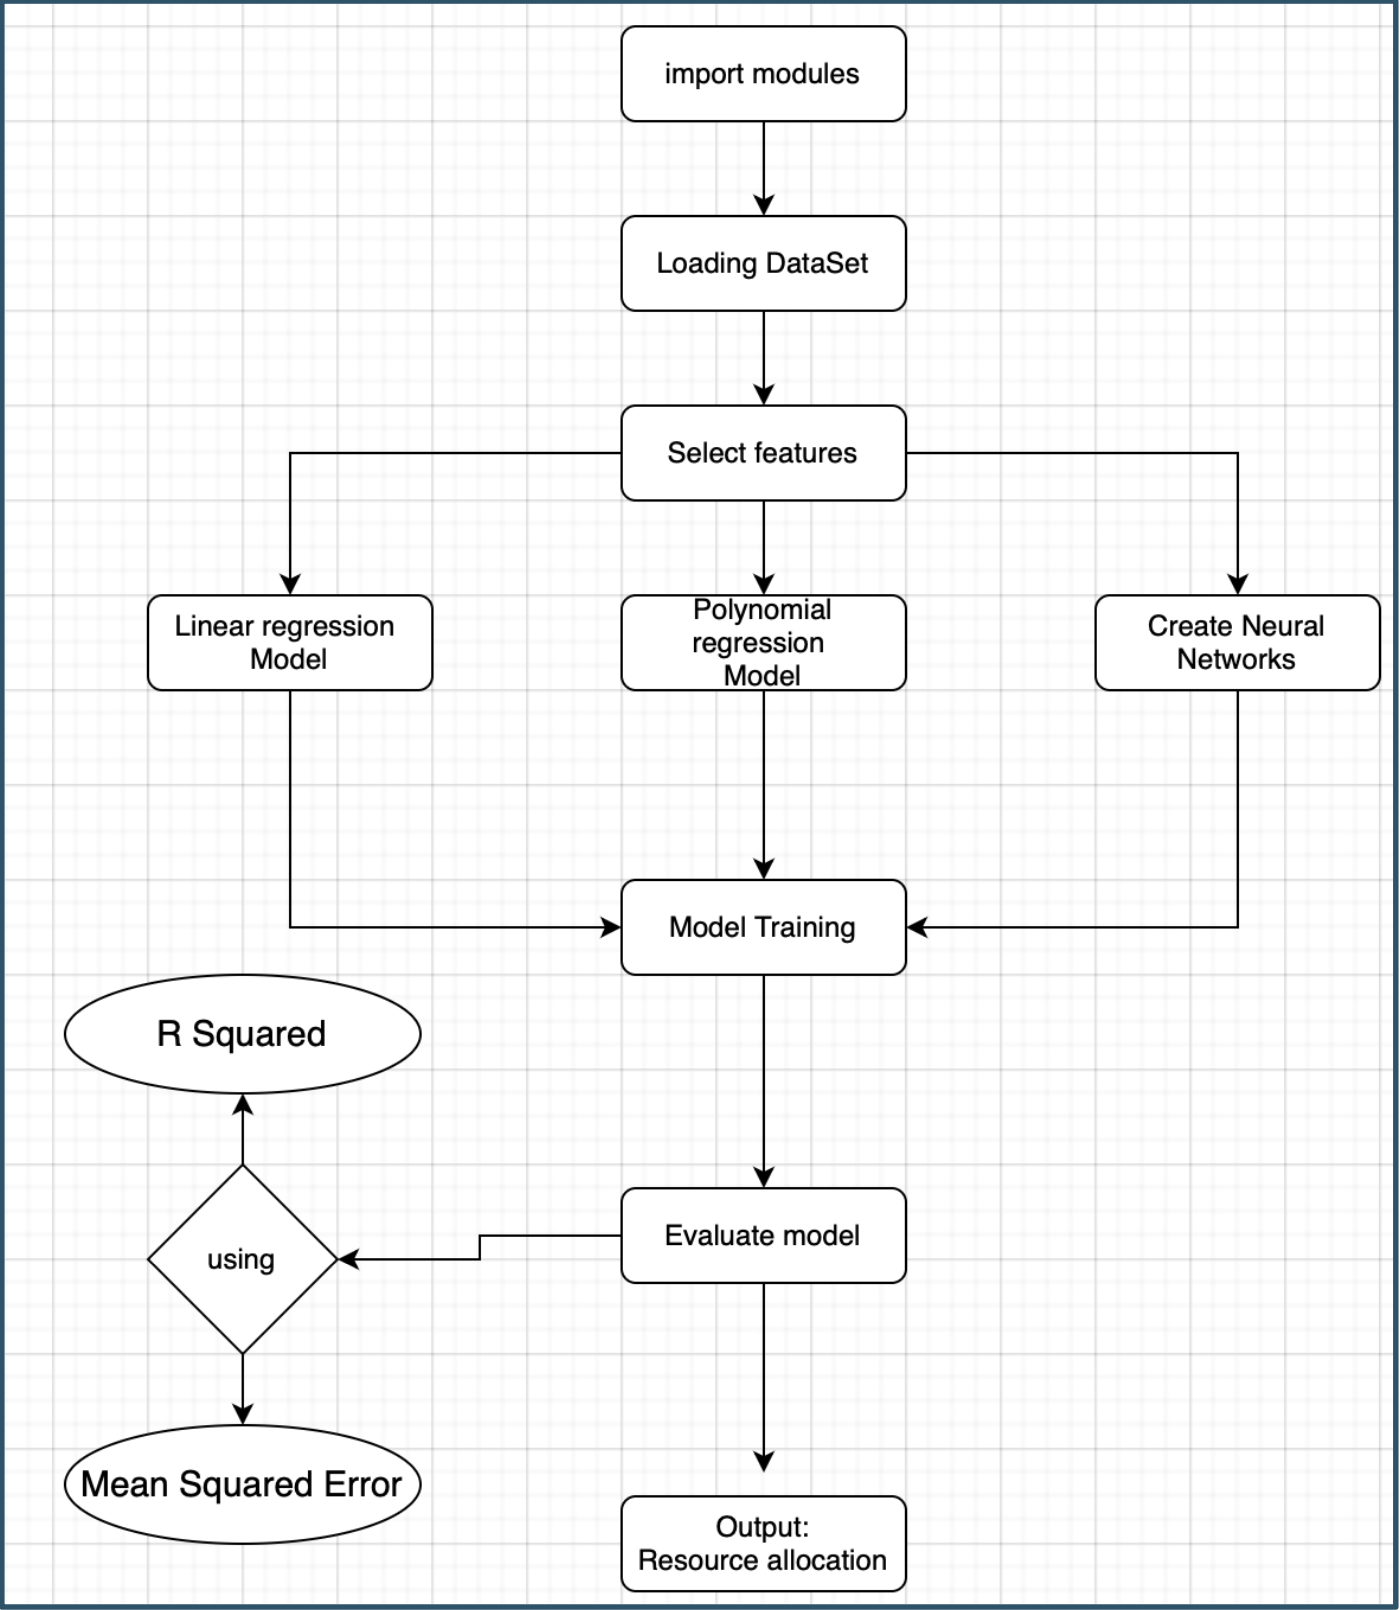 import modules
Loading DataSet
Select features
Linear regression
Model
Polynomial
regression
Model
Create Neural
Networks
Model Training
R Squared
using
Evaluate model
Mean Squared Error
Output:
Resource allocation